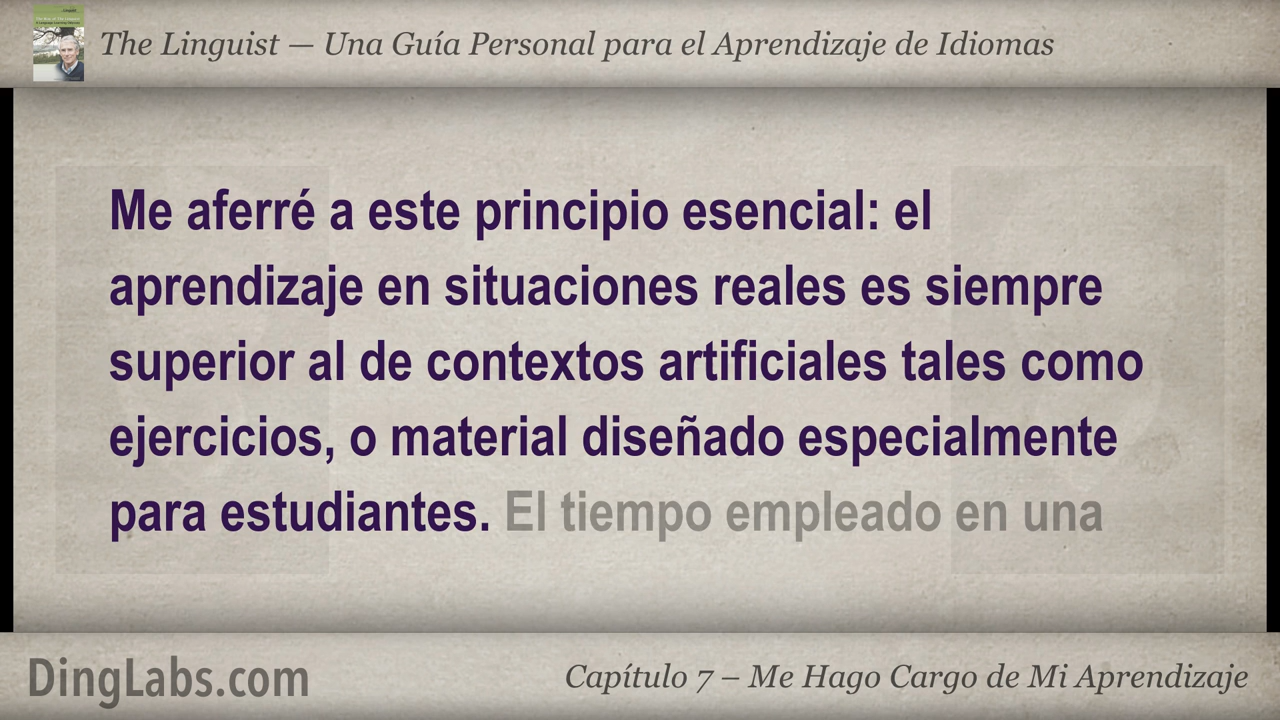 The Linguist — Una Guía Personal para el Aprendizaje de Idiomas
Me aferré a este principio esencial: el
aprendizaje en situaciones reales es siempre
superior al de contextos artificiales tales como
ejercicios, o material diseñado especialmente
para estudiantes. El tiempo empleado en una
DingLabs.com
Capítulo 7 – Me Hago Cargo de Mi Aprendizaje